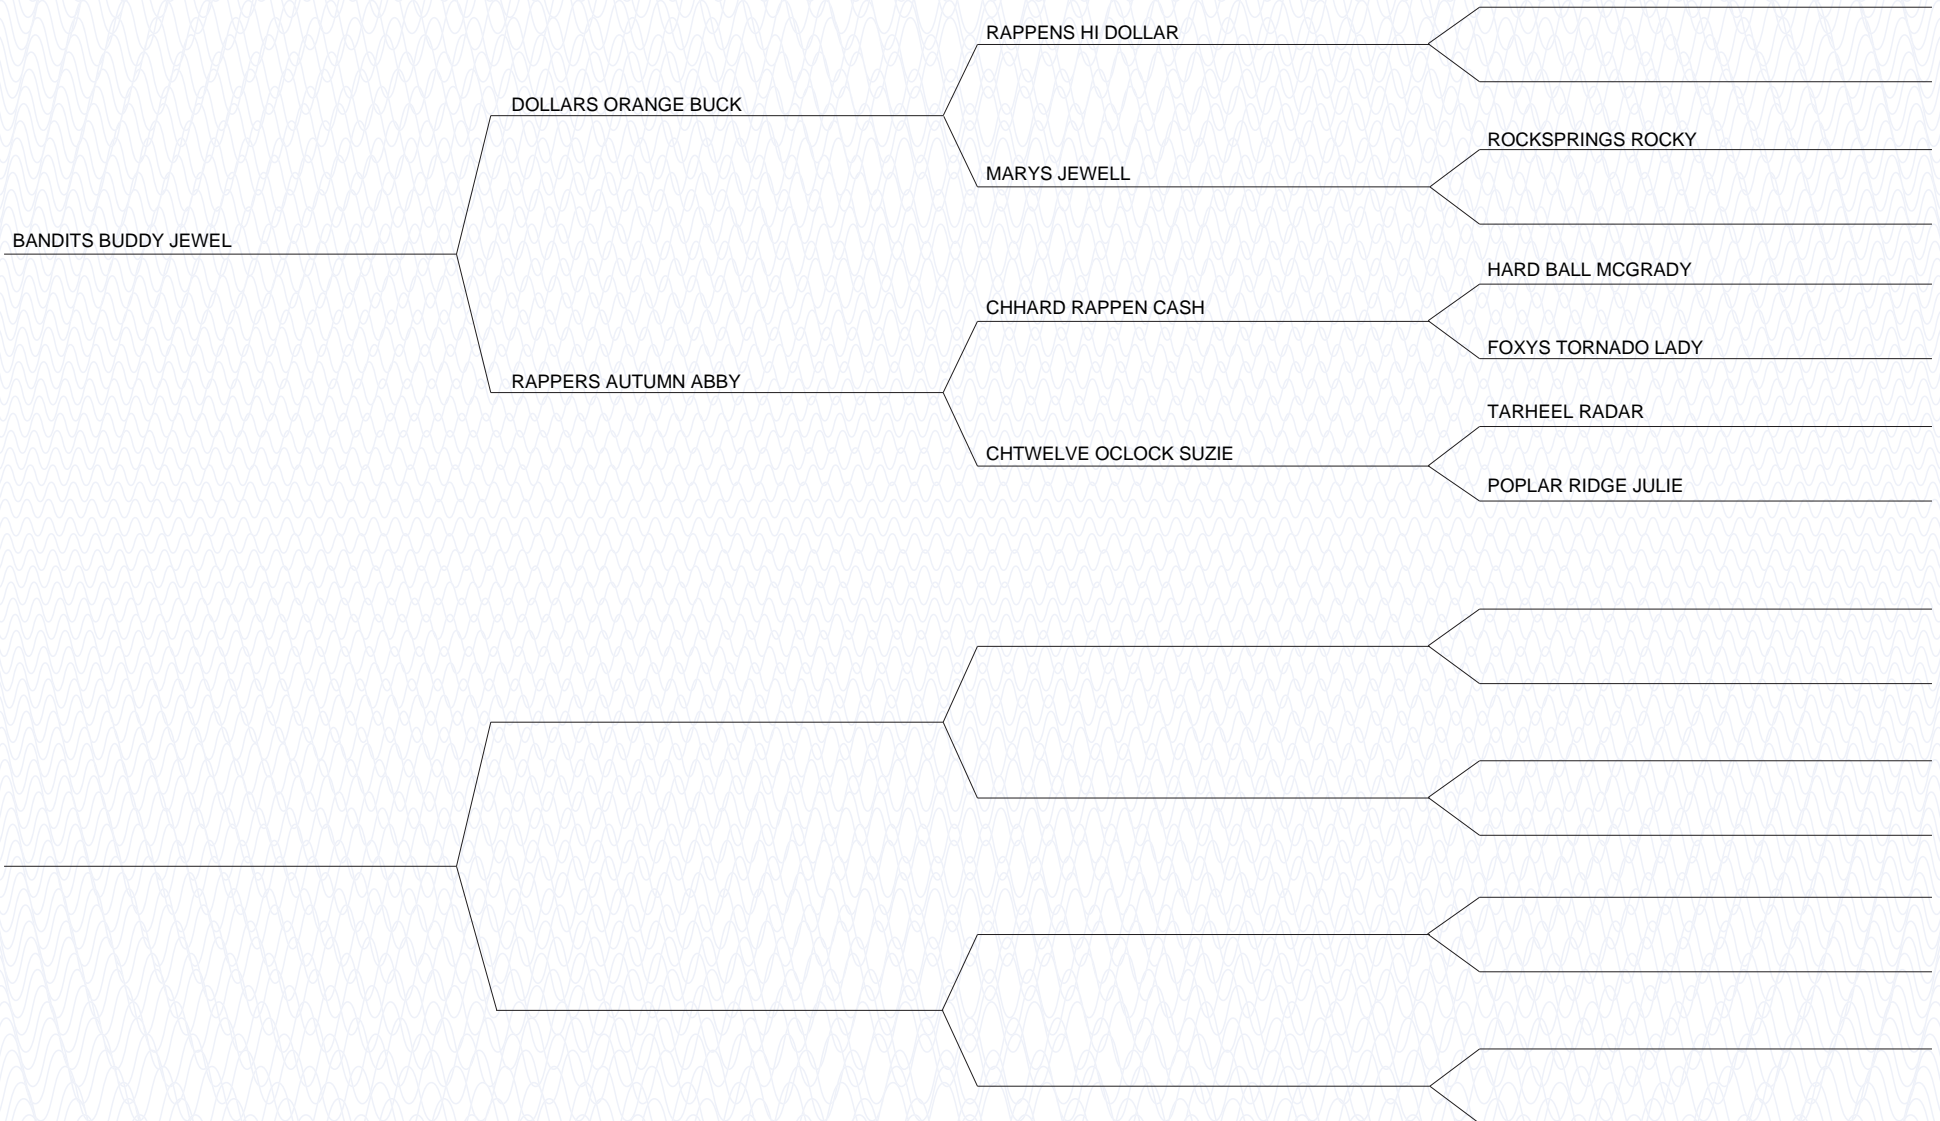 RAPPENS HI DOLLAR
DOLLARS ORANGE BUCK
ROCKSPRINGS ROCKY
MARYS JEWELL
BANDITS BUDDY JEWEL
HARD BALL MCGRADY
CHHARD RAPPEN CASH
FOXYS TORNADO LADY
RAPPERS AUTUMN ABBY
TARHEEL RADAR
CHTWELVE OCLOCK SUZIE
POPLAR RIDGE JULIE